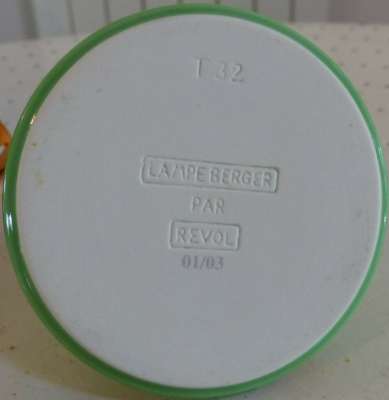 T 32
LAMPE BERGER
PAR
REVOL
01/03